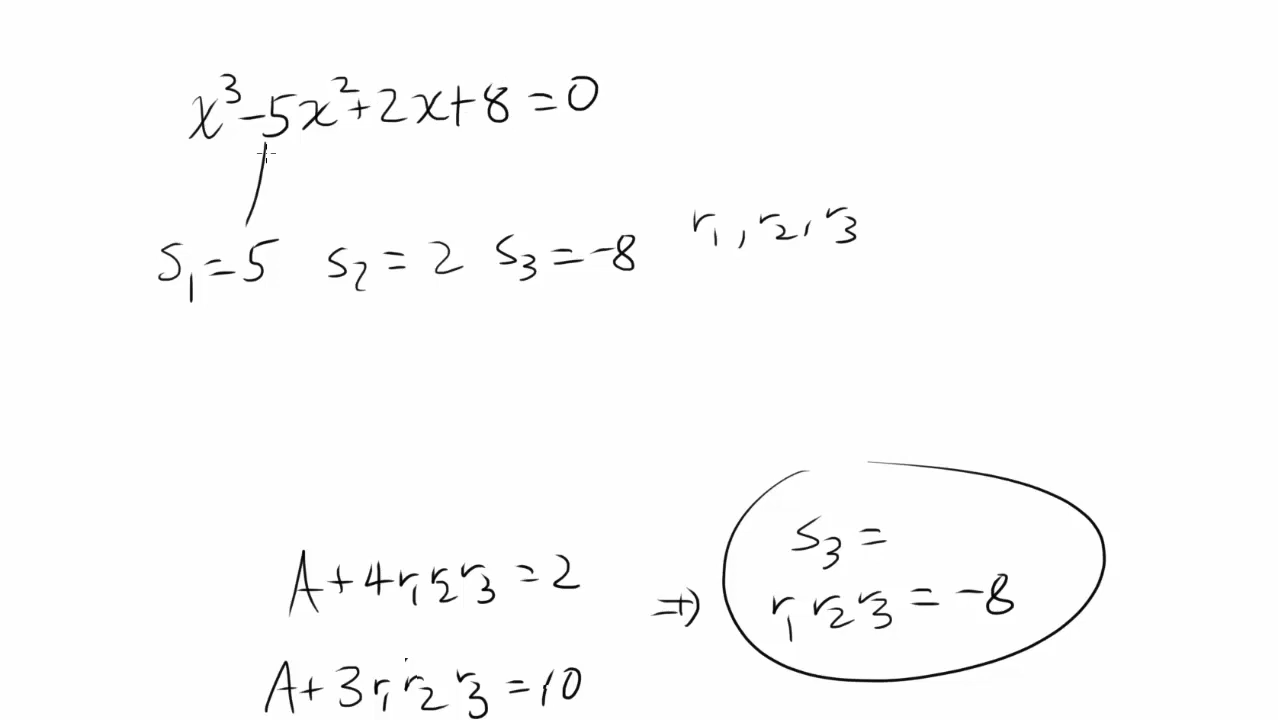 x³-5x²+2x+8=0
S₁=5 S₂=2 S₃=-8 r₁, r₂, r₃
S₃=
A+4r₁r₂r₃=2 ⇒ r₁r₂r₃=-8
A+3r₁r₂r₃=10